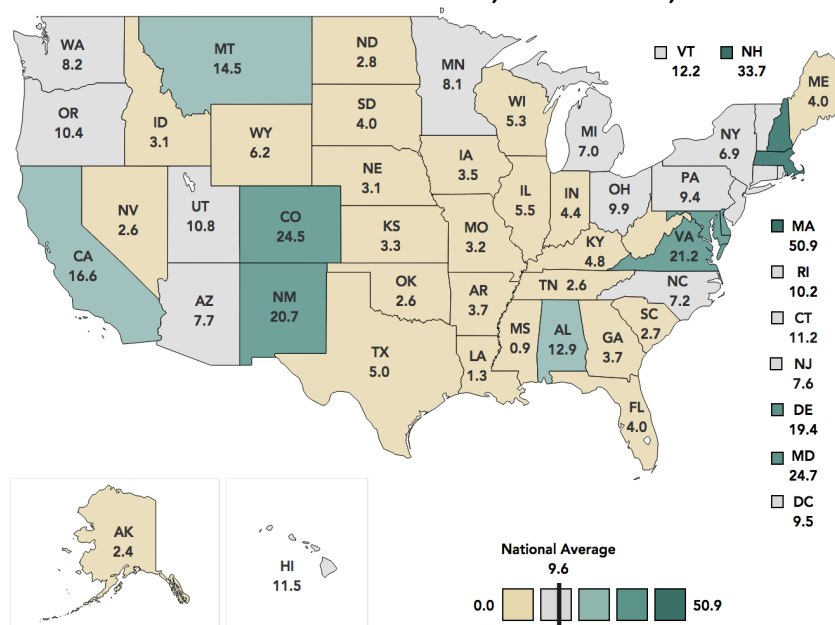 WA
8.2
MT
14.5
ND
2.8
MN
8.1
VT
12.2
NH
33.7
ME
4.0
OR
10.4
ID
3.1
WY
6.2
SD
4.0
WI
5.3
MI
7.0
NY
6.9
NV
2.6
UT
10.8
CO
24.5
NE
3.1
IA
3.5
IL
5.5
IN
4.4
OH
9.9
PA
9.4
CA
16.6
KS
3.3
MO
3.2
KY
4.8
VA
21.2
MA
50.9
AZ
7.7
NM
20.7
OK
2.6
AR
3.7
TN 2.6
NC
7.2
RI
10.2
TX
5.0
LA
1.3
MS
0.9
AL
12.9
GA
3.7
SC
2.7
CT
11.2
FL
4.0
NJ
7.6
DE
19.4
MD
24.7
DC
9.5
AK
2.4
HI
11.5
National Average
9.6
0.0 50.9